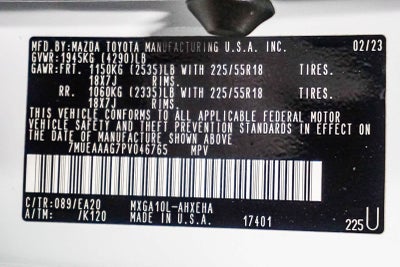 MFD.BY:MAZDA TOYOTA MANUFACTURING U.S.A. INC. 02/23
GVWR:1945KG (4290)LB
GAWR:FRT. 1150KG (2535)LB WITH 225/55R18 TIRES.
18X7J RIMS.
RR. 1060KG (2335)LB WITH 225/55R18 TIRES.
18X7J RIMS.
THIS VEHICLE CONFORMS TO ALL APPLICABLE FEDERAL MOTOR
VEHICLE SAFETY AND THEFT PREVENTION STANDARDS IN EFFECT ON
THE DATE OF MANUFACTURE SHOWN ABOVE.
7MUEAAAG7PV046765 MPV
C/TR:089/EA20 MXGA10L-AHXEHA
A/TM: /K120 MADE IN U.S.A. 17401
225U